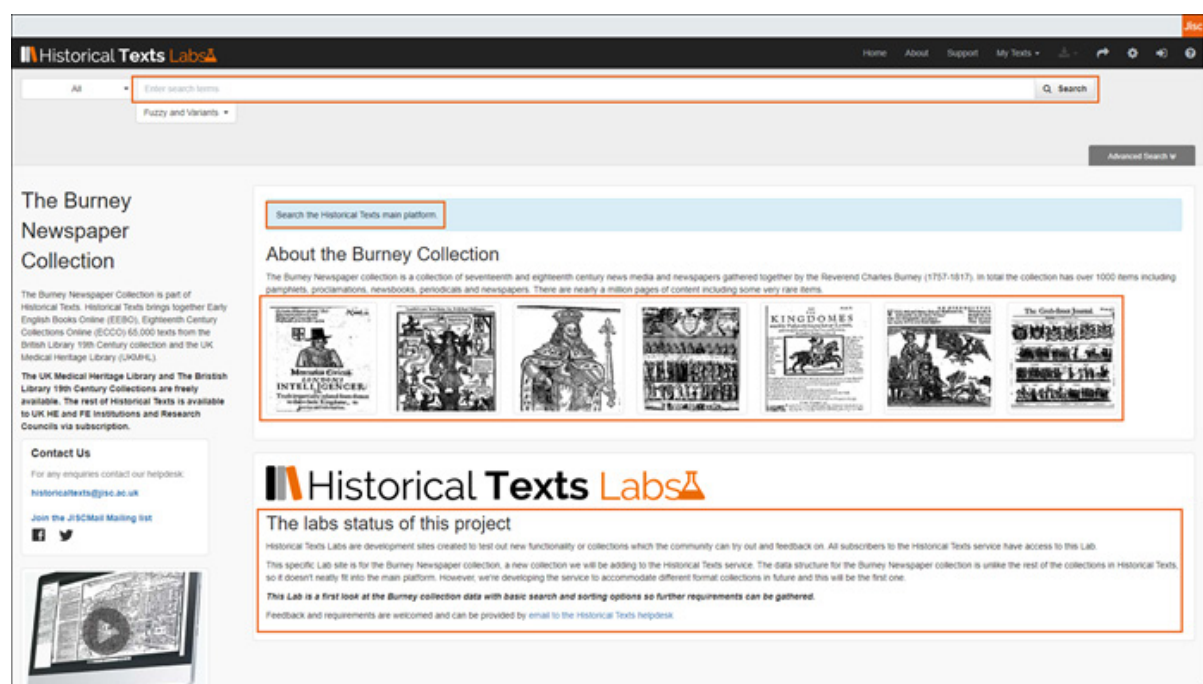 Jisc
Historical Texts Labs
Home About Support My Texts
All
Enter search terms
Search
Fuzzy and Variants
Advanced Search
The Burney
Newspaper
Collection
The Burney Newspaper Collection is part of
Historical Texts. Historical Texts brings together Early
English Books Online (EEBO), Eighteenth Century
Collections Online (ECCO) 65,000 texts from the
British Library 19th Century collection and the UK
Medical Heritage Library (UKMHL).
The UK Medical Heritage Library and The Bristish
Library 19th Century Collections are freely
available. The rest of Historical Texts is available
to UK HE and FE Institutions and Research
Councils via subscription.
Contact Us
For any enquiries contact our helpdesk:
historicaltexts@jisc.ac.uk
Join the JISCMail Mailing list
Search the Historical Texts main platform.
About the Burney Collection
The Burney Newspaper collection is a collection of seventeenth and eighteenth century news media and newspapers gathered together by the Reverend Charles Burney (1757-1817). In total the collection has over 1000 items including
pamphlets, proclamations, newsbooks, periodicals and newspapers. There are nearly a million pages of content including some very rare items.
Mercurius Civicus
LONDONS
INTELLIGENCER
KINGDOMES
The Grub-street Journal
Historical Texts Labs
The labs status of this project
Historical Texts Labs are development sites created to test out new functionality or collections which the community can try out and feedback on. All subscribers to the Historical Texts service have access to this Lab.
This specific Lab site is for the Burney Newspaper collection, a new collection we will be adding to the Historical Texts service. The data structure for the Burney Newspaper collection is unlike the rest of the collections in Historical Texts,
so it doesn't neatly fit into the main platform. However, we're developing the service to accommodate different format collections in future and this will be the first one.
This Lab is a first look at the Burney collection data with basic search and sorting options so further requirements can be gathered.
Feedback and requirements are welcomed and can be provided by email to the Historical Texts helpdesk